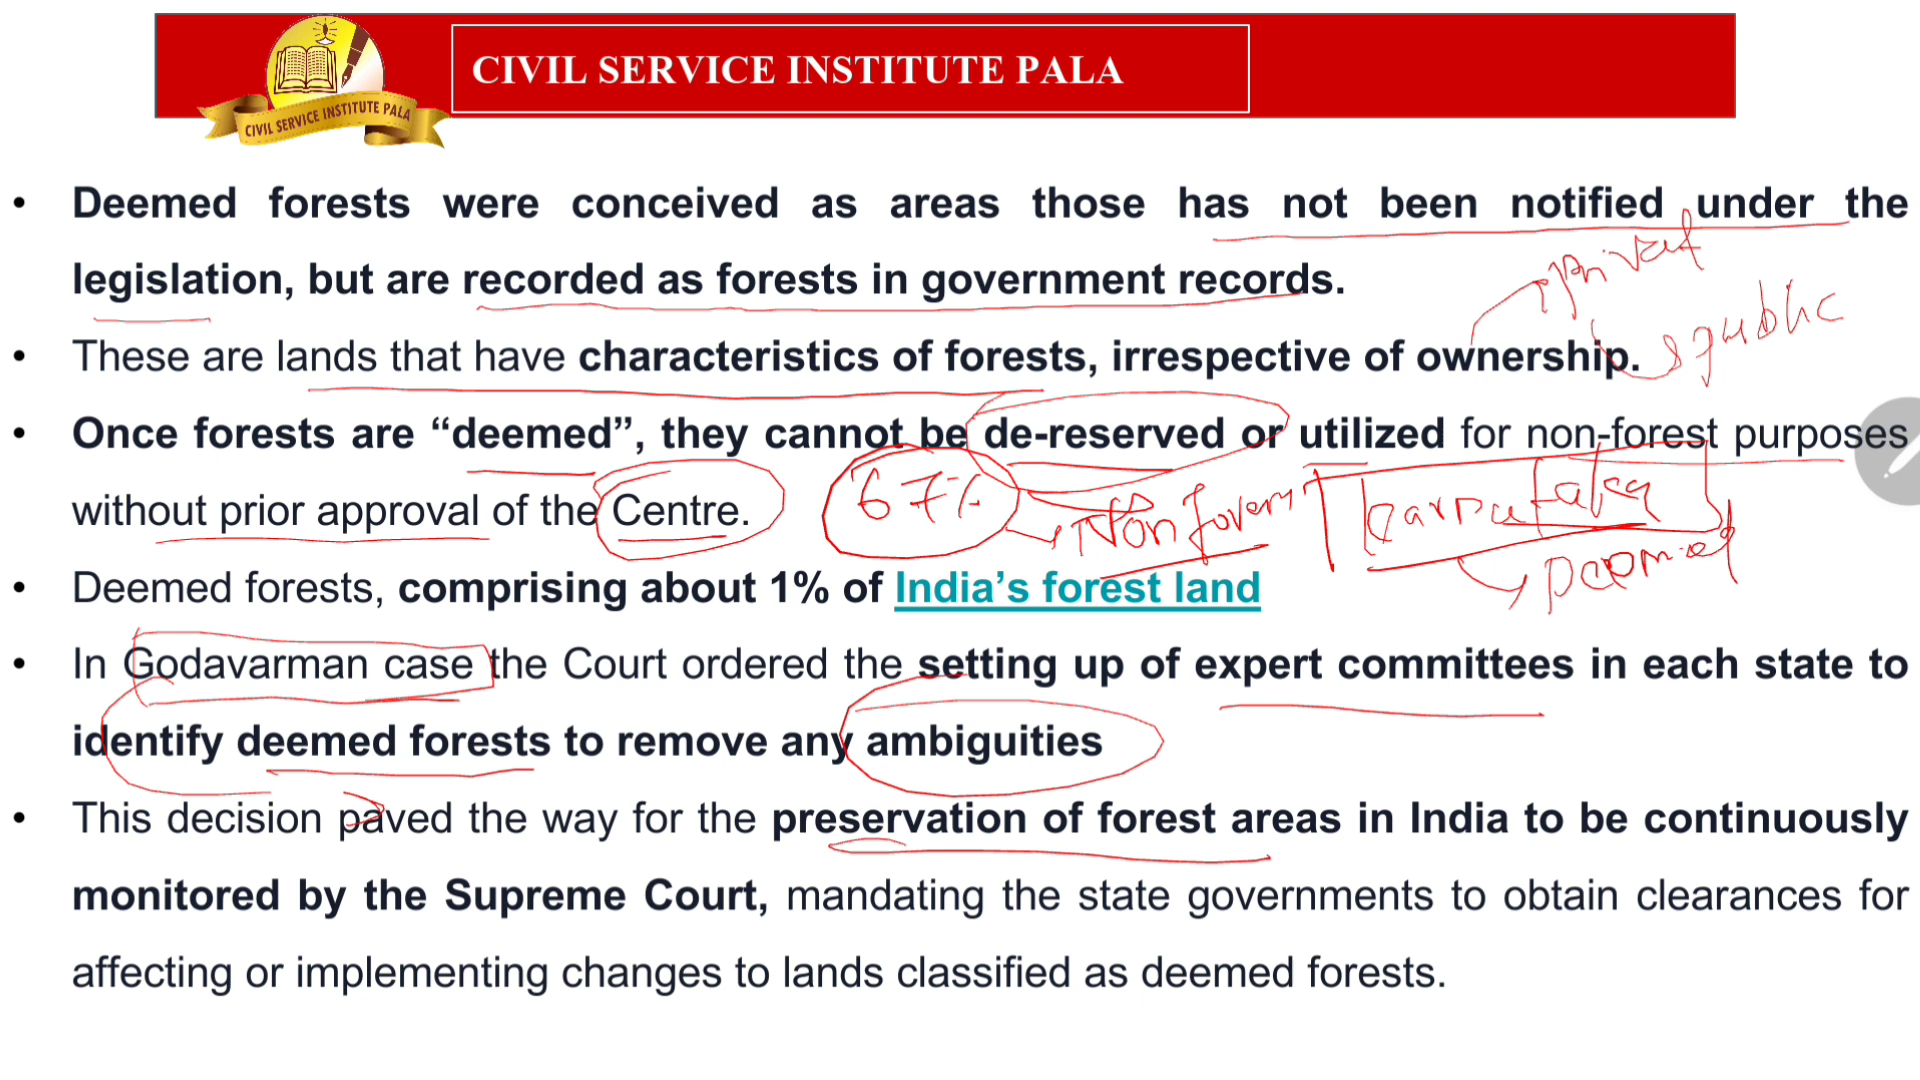 CIVIL SERVICE INSTITUTE PALA
CIVIL SERVICE INSTITUTE PALA
• Deemed forests were conceived as areas those has not been notified under the
legislation, but are recorded as forests in government records.
privat
• These are lands that have characteristics of forests, irrespective of ownership.
public
• Once forests are “deemed”, they cannot be de-reserved or utilized for non-forest purposes
without prior approval of the Centre.
67%
Non forest
Karnataka
Deemed
• Deemed forests, comprising about 1% of India’s forest land
• In Godavarman case the Court ordered the setting up of expert committees in each state to
identify deemed forests to remove any ambiguities
• This decision paved the way for the preservation of forest areas in India to be continuously
monitored by the Supreme Court, mandating the state governments to obtain clearances for
affecting or implementing changes to lands classified as deemed forests.